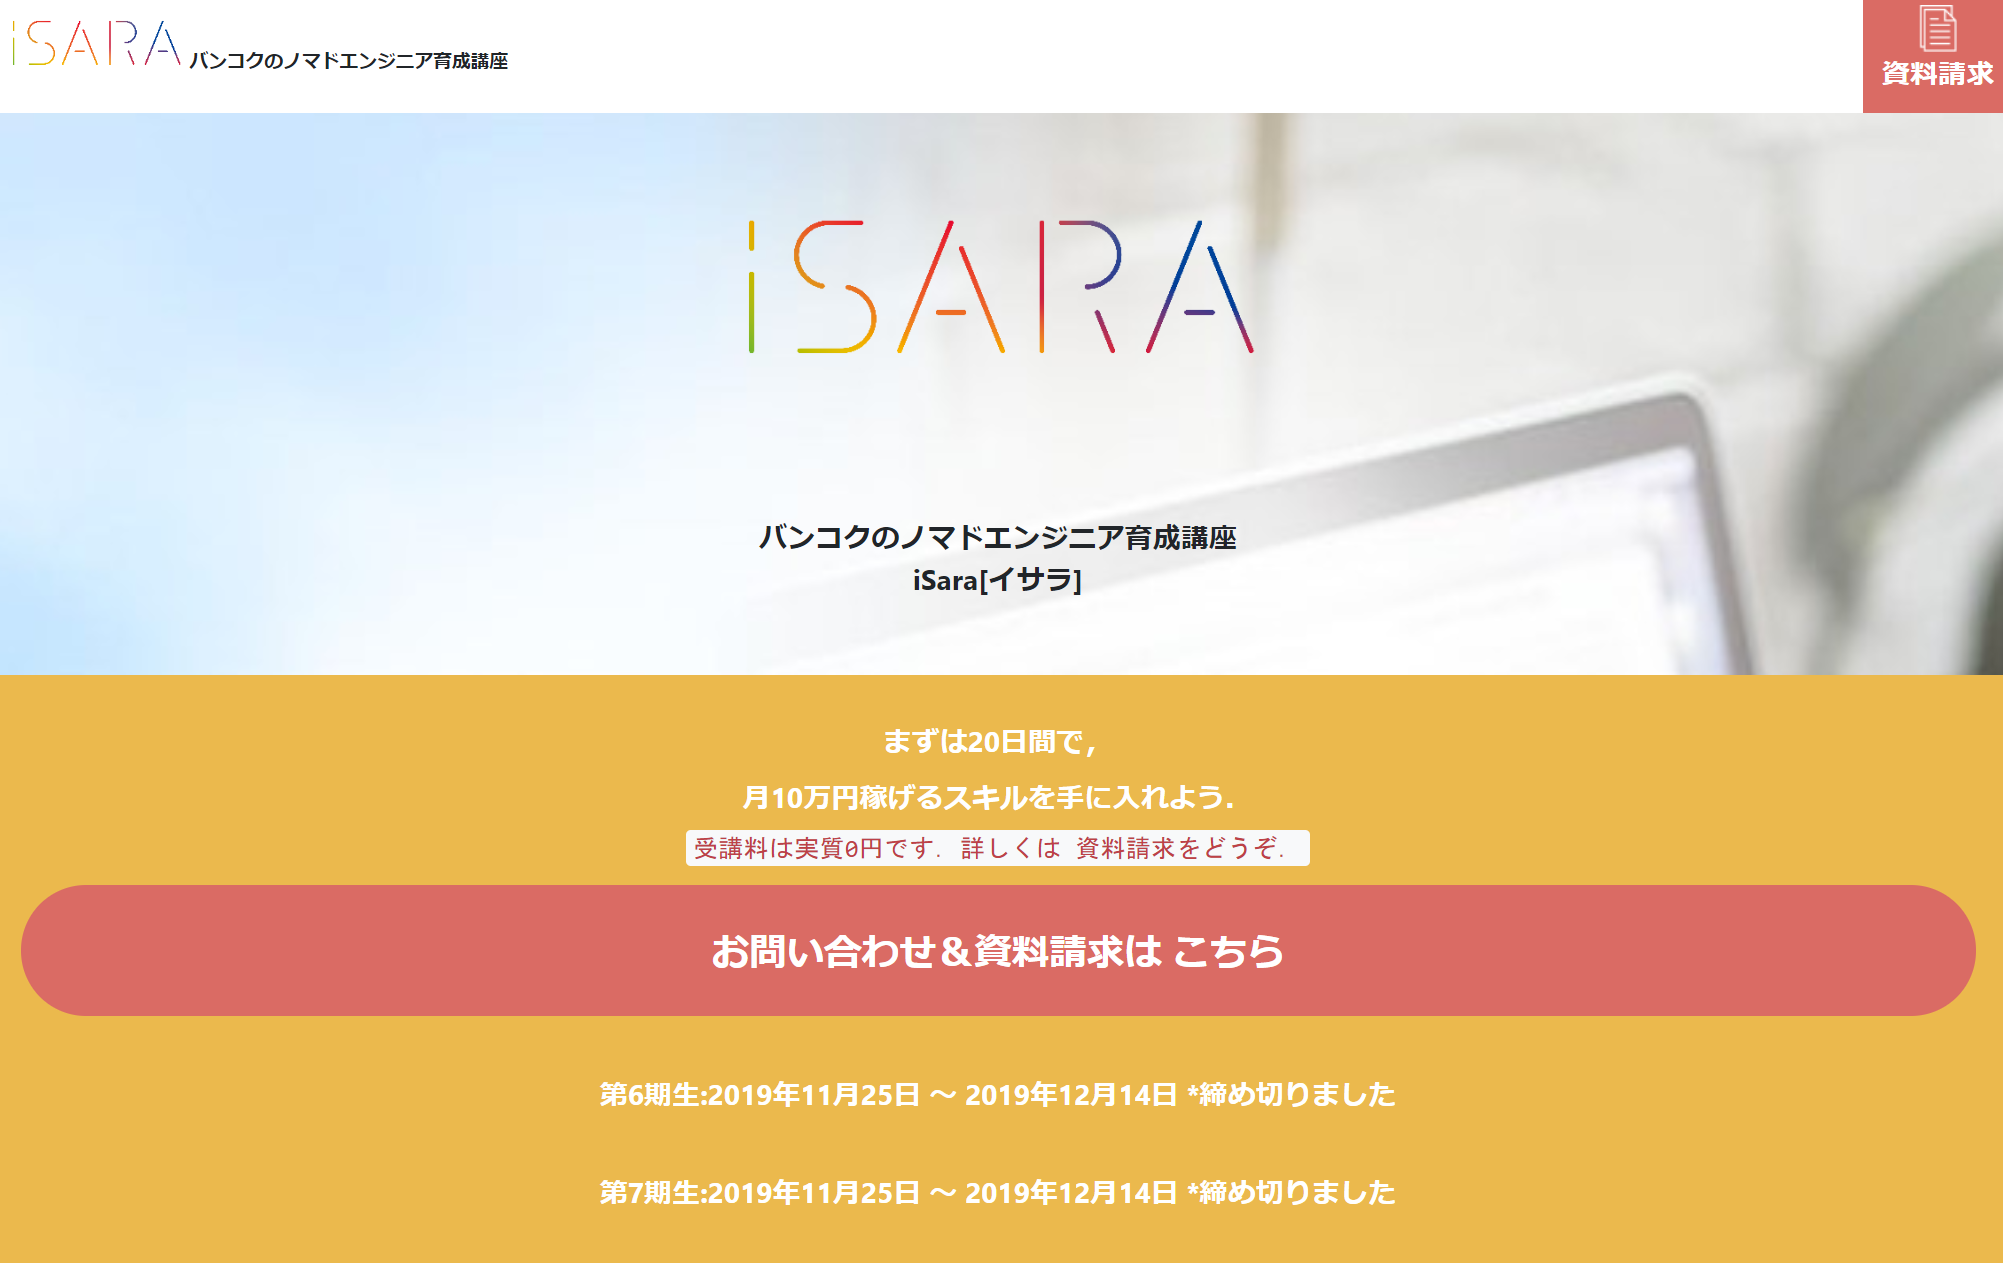 iSARA バンコクのノマドエンジニア育成講座
資料請求
iSARA
バンコクのノマドエンジニア育成講座
iSara[イサラ]
まずは20日間で,
月10万円稼げるスキルを手に入れよう.
受講料は実質0円です. 詳しくは 資料請求をどうぞ.
お問い合わせ＆資料請求は こちら
第6期生:2019年11月25日 ～ 2019年12月14日 *締め切りました
第7期生:2019年11月25日 ～ 2019年12月14日 *締め切りました